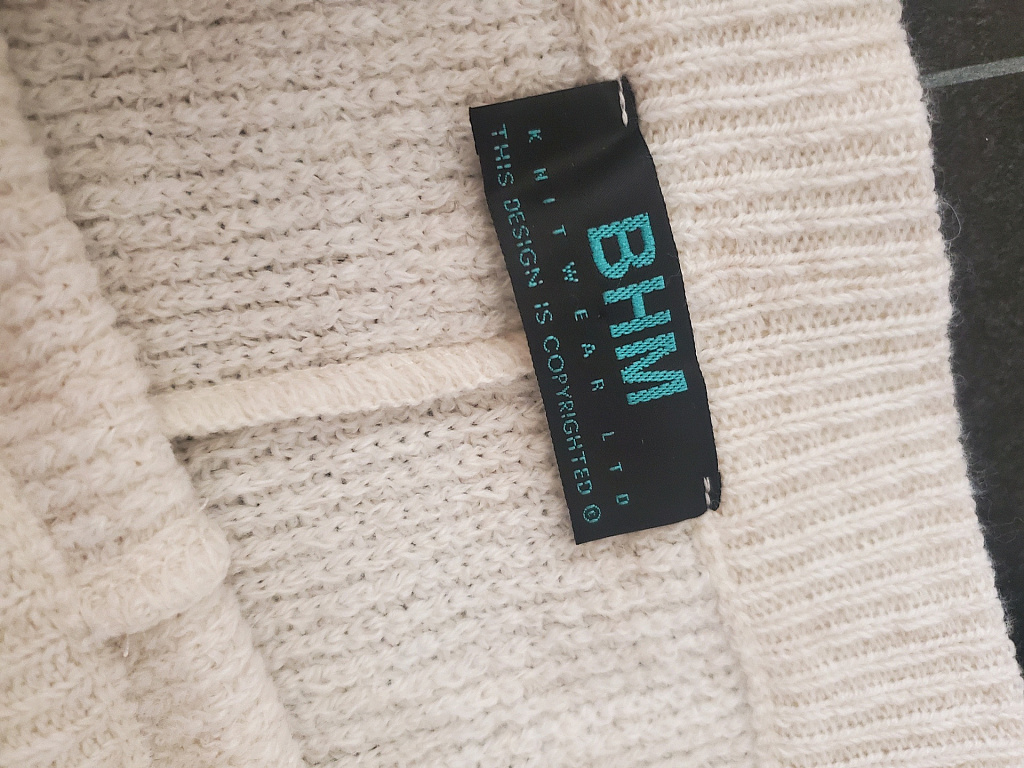 BHM
KNITWEAR LTD
THIS DESIGN IS COPYRIGHTED ©